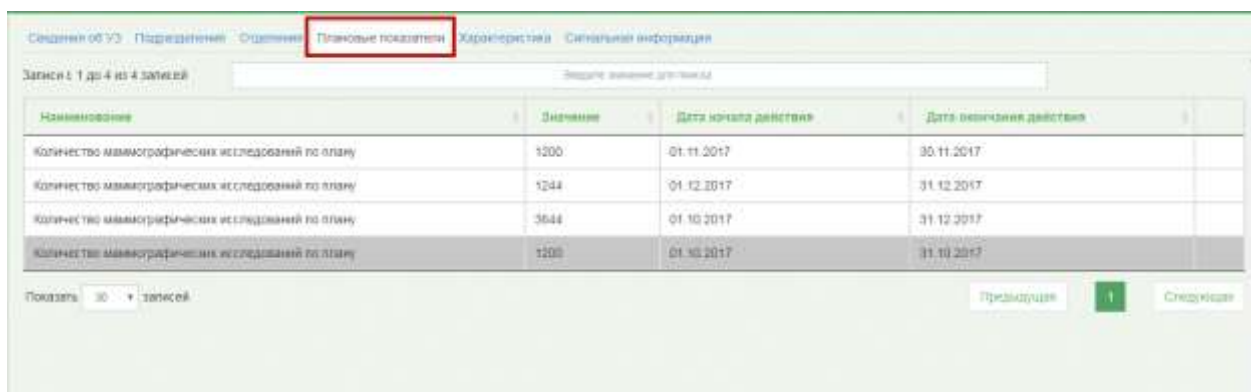 Сведения об УЗ Подразделения Отделения Плановые показатели Характеристика Сигнальная информация
Записи с 1 до 4 из 4 записей Введите значение для поиска
Наименование Значение Дата начала действия Дата окончания действия
Количество маммографических исследований по плану 1200 01.11.2017 30.11.2017
Количество маммографических исследований по плану 1244 01.12.2017 31.12.2017
Количество маммографических исследований по плану 3644 01.10.2017 31.12.2017
Количество маммографических исследований по плану 1200 01.10.2017 31.10.2017
Показать 30 записей Предыдущая 1 Следующая